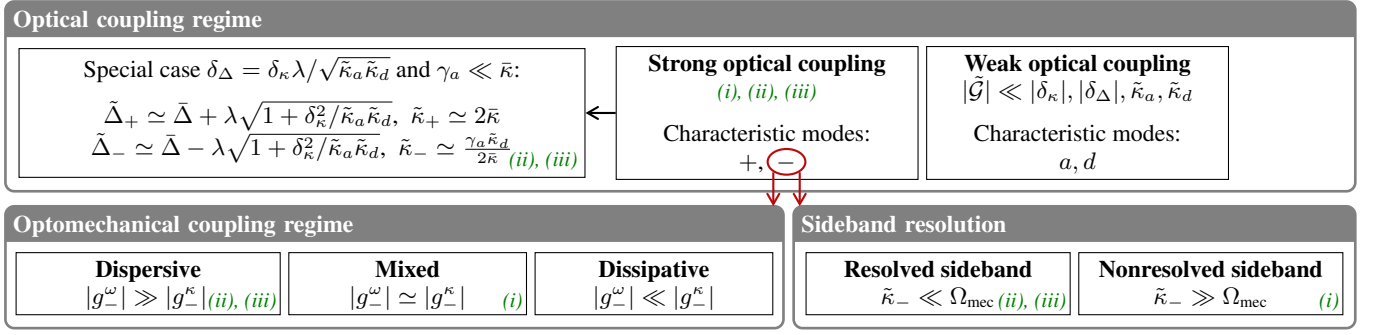 Optical coupling regime
Special case δ_Δ = δ_κ λ/√(κ̃_a κ̃_d) and γ_a ≪ κ̄:
Δ̃_+ ≃ Δ̄ + λ√(1 + δ_κ²/κ̃_a κ̃_d), κ̃_+ ≃ 2κ̄
Δ̃_− ≃ Δ̄ − λ√(1 + δ_κ²/κ̃_a κ̃_d), κ̃_− ≃ γ_a κ̃_d / 2κ̄ (ii), (iii)
Strong optical coupling
(i), (ii), (iii)
Characteristic modes:
+, −
Weak optical coupling
|𝒢̃| ≪ |δ_κ|, |δ_Δ|, κ̃_a, κ̃_d
Characteristic modes:
a, d
Optomechanical coupling regime
Dispersive
|g_−^ω| ≫ |g_−^κ| (ii), (iii)
Mixed
|g_−^ω| ≃ |g_−^κ| (i)
Dissipative
|g_−^ω| ≪ |g_−^κ|
Sideband resolution
Resolved sideband
κ̃_− ≪ Ω_mec (ii), (iii)
Nonresolved sideband
κ̃_− ≫ Ω_mec (i)